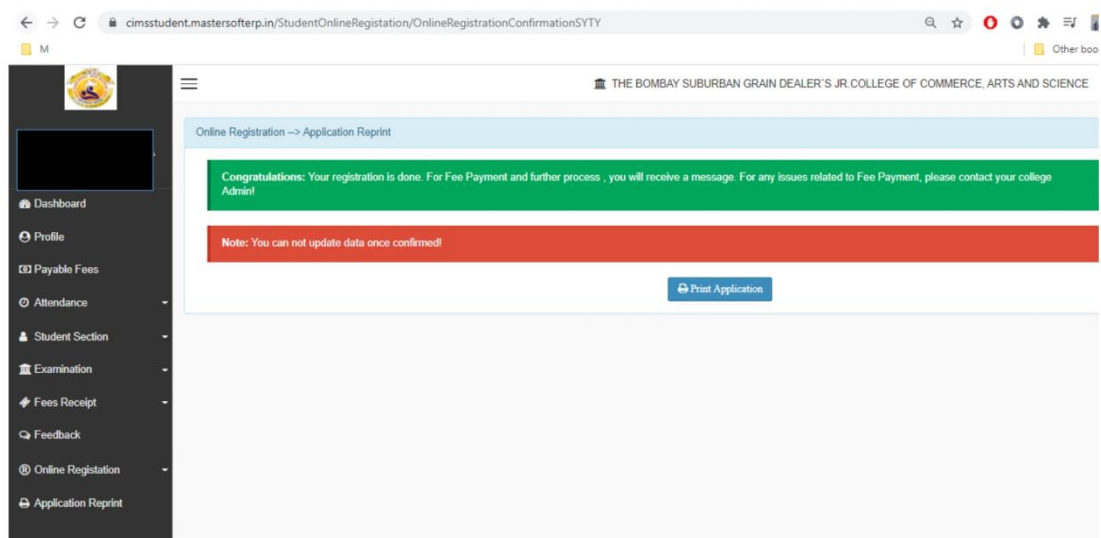 cimsstudent.mastersofterp.in/StudentOnlineRegistation/OnlineRegistrationConfirmationSYTY
M
Other boo
THE BOMBAY SUBURBAN GRAIN DEALER'S JR.COLLEGE OF COMMERCE, ARTS AND SCIENCE
Online Registration --> Application Reprint
Congratulations: Your registration is done. For Fee Payment and further process , you will receive a message. For any issues related to Fee Payment, please contact your college
Admin!
Note: You can not update data once confirmed!
Print Application
Dashboard
Profile
Payable Fees
Attendance
Student Section
Examination
Fees Receipt
Feedback
Online Registation
Application Reprint